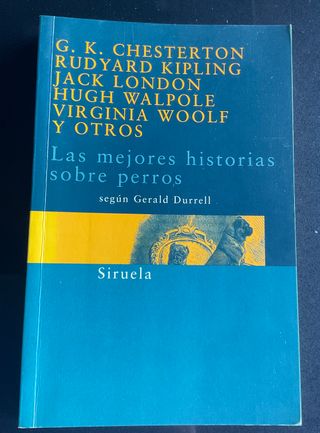 G. K. CHESTERTON
RUDYARD KIPLING
JACK LONDON
HUGH WALPOLE
VIRGINIA WOOLF
Y OTROS
Las mejores historias
sobre perros
según Gerald Durrell
Siruela